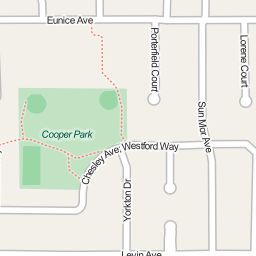 Eunice Ave
Porterfield Court
Lorene Court
Cooper Park
Sun Mor Ave
Chesley Ave; Westford Way
Yorkton Dr
Levin Ave